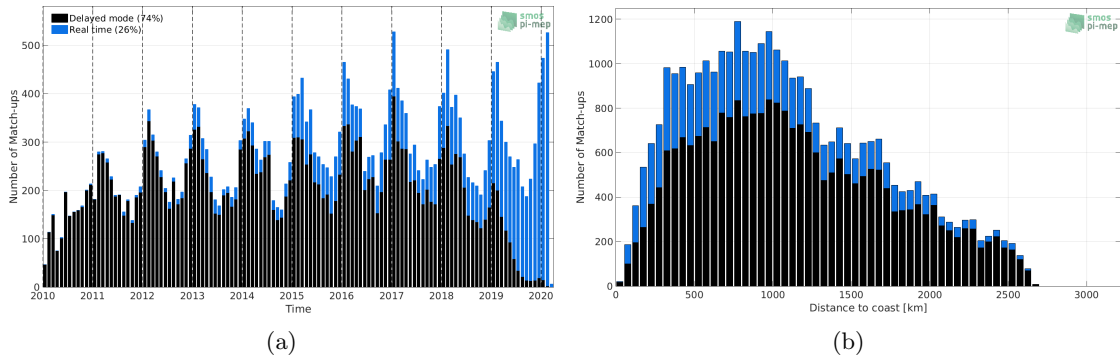 Delayed mode (74%)
Real time (26%)
smos
pi-mep
Number of Match-ups
500
400
300
200
100
0
2010 2011 2012 2013 2014 2015 2016 2017 2018 2019 2020
Time
(a)
smos
pi-mep
Number of Match-ups
1200
1000
800
600
400
200
0
0 500 1000 1500 2000 2500 3000
Distance to coast [km]
(b)